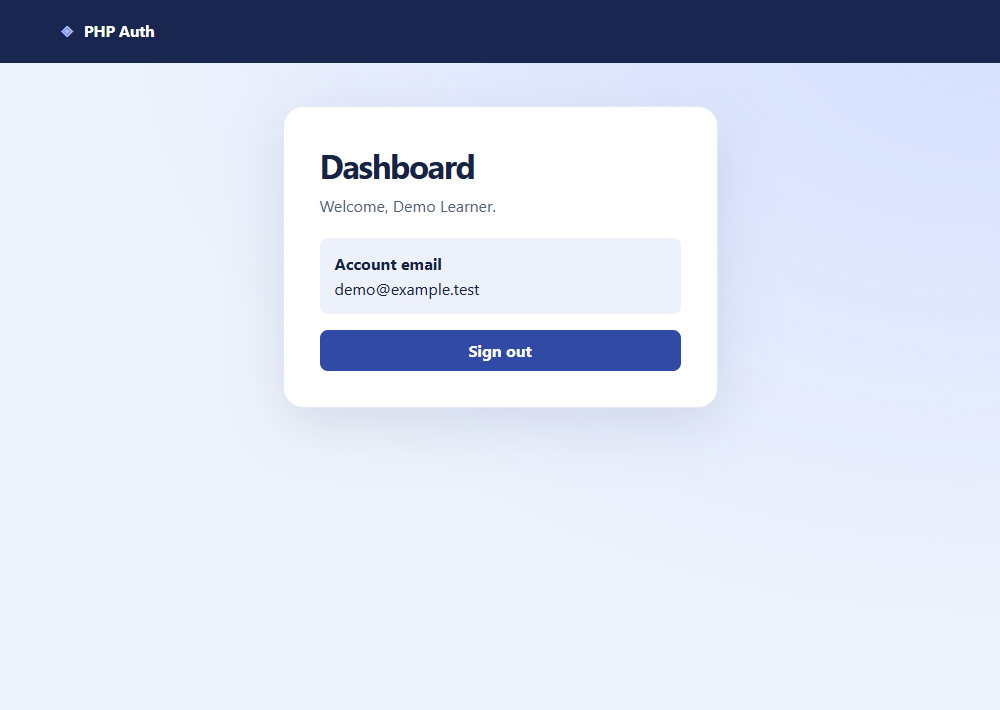 PHP Auth
Dashboard
Welcome, Demo Learner.
Account email
demo@example.test
Sign out